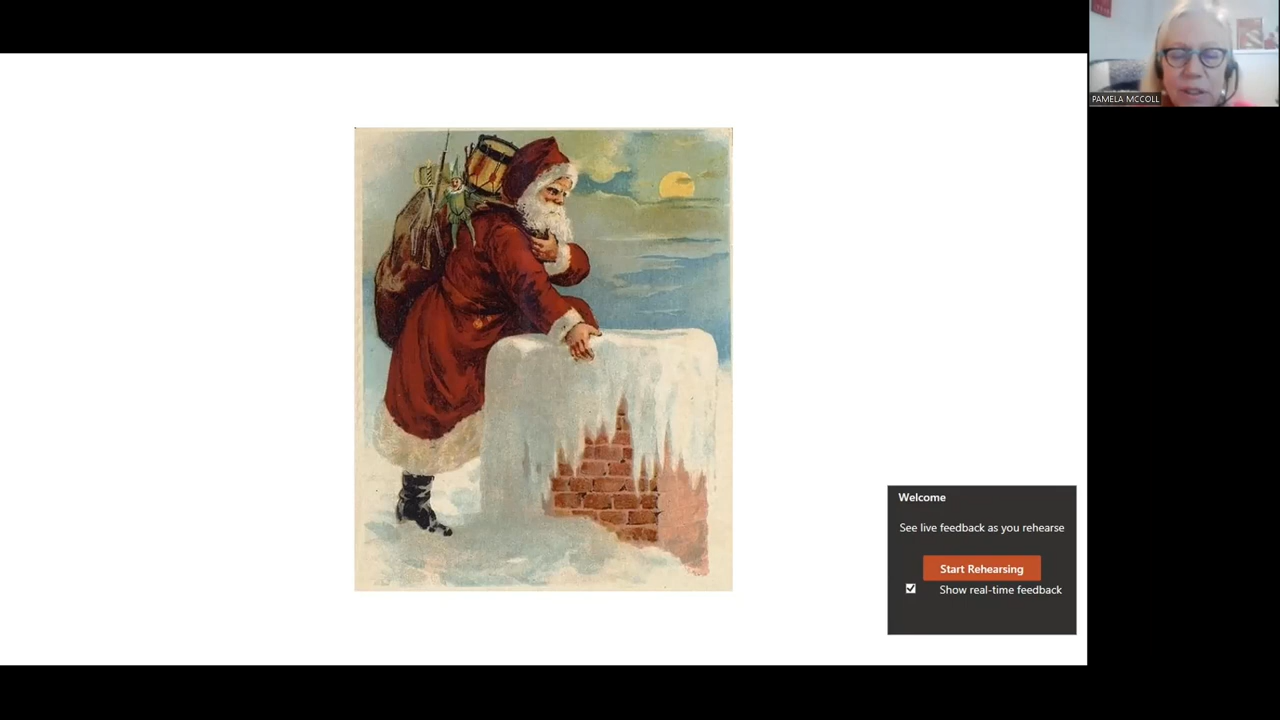 PAMELA MCCOLL
Welcome
See live feedback as you rehearse
Start Rehearsing
Show real-time feedback